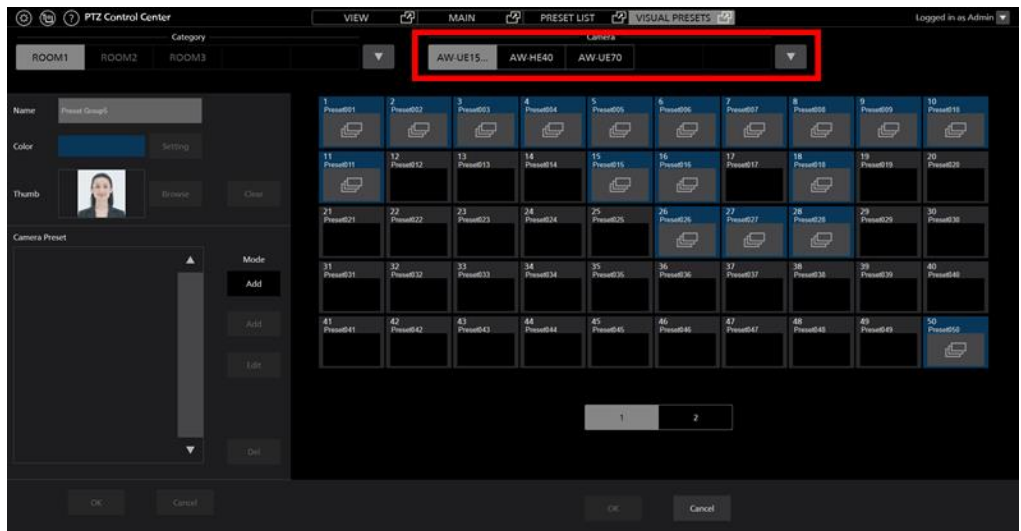 PTZ Control Center
VIEW
MAIN
PRESET LIST
VISUAL PRESETS
Logged in as Admin
Category
Camera
ROOM1 ROOM2 ROOM3
AW-UE15... AW-HE40 AW-UE70
Name Preset Group5
Color Setting
Thumb Browse Clear
Camera Preset
Mode
Add
Add
Edit
Del
OK Cancel
1 2 3 4 5 6 7 8 9 10
Preset001 Preset002 Preset003 Preset004 Preset005 Preset006 Preset007 Preset008 Preset009 Preset010
11 12 13 14 15 16 17 18 19 20
Preset011 Preset012 Preset013 Preset014 Preset015 Preset016 Preset017 Preset018 Preset019 Preset020
21 22 23 24 25 26 27 28 29 30
Preset021 Preset022 Preset023 Preset024 Preset025 Preset026 Preset027 Preset028 Preset029 Preset030
31 32 33 34 35 36 37 38 39 40
Preset031 Preset032 Preset033 Preset034 Preset035 Preset036 Preset037 Preset038 Preset039 Preset040
41 42 43 44 45 46 47 48 49 50
Preset041 Preset042 Preset043 Preset044 Preset045 Preset046 Preset047 Preset048 Preset049 Preset050
1 2
OK Cancel